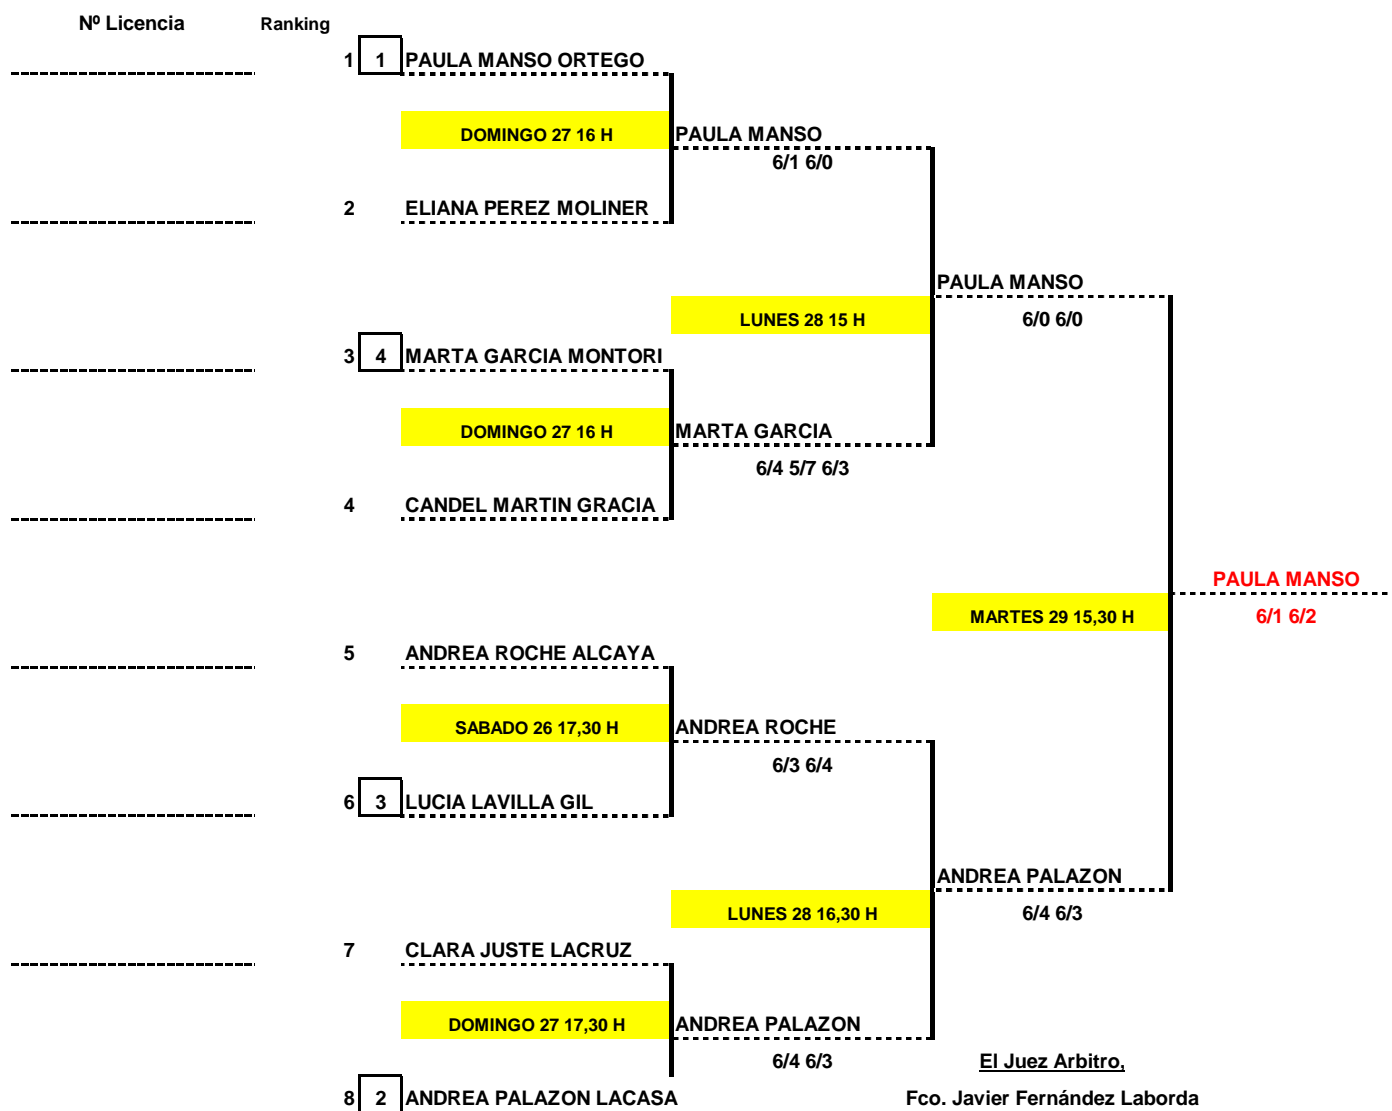 Nº Licencia Ranking
1 1 PAULA MANSO ORTEGO
DOMINGO 27 16 H PAULA MANSO
6/1 6/0
2 ELIANA PEREZ MOLINER
PAULA MANSO
LUNES 28 15 H 6/0 6/0
3 4 MARTA GARCIA MONTORI
DOMINGO 27 16 H MARTA GARCIA
6/4 5/7 6/3
4 CANDEL MARTIN GRACIA
PAULA MANSO
MARTES 29 15,30 H 6/1 6/2
5 ANDREA ROCHE ALCAYA
SABADO 26 17,30 H ANDREA ROCHE
6/3 6/4
6 3 LUCIA LAVILLA GIL
ANDREA PALAZON
LUNES 28 16,30 H 6/4 6/3
7 CLARA JUSTE LACRUZ
DOMINGO 27 17,30 H ANDREA PALAZON
6/4 6/3 El Juez Arbitro,
8 2 ANDREA PALAZON LACASA Fco. Javier Fernández Laborda